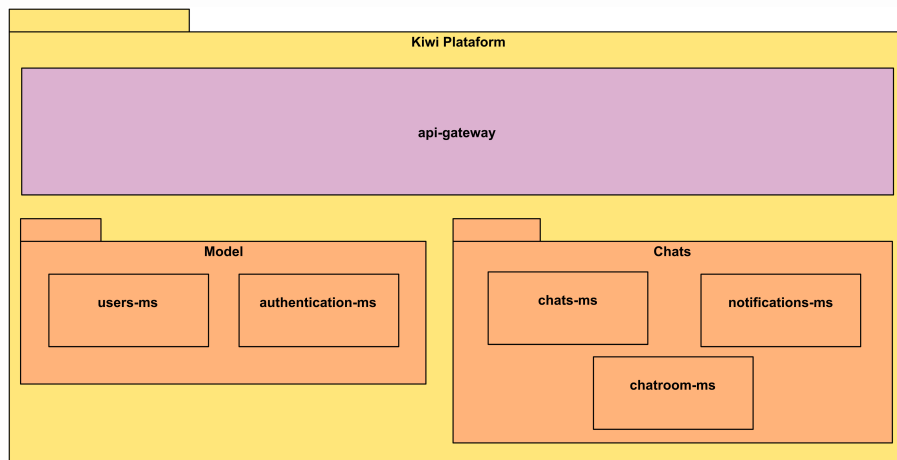 Kiwi Plataform
api-gateway
Model
users-ms
authentication-ms
Chats
chats-ms
notifications-ms
chatroom-ms